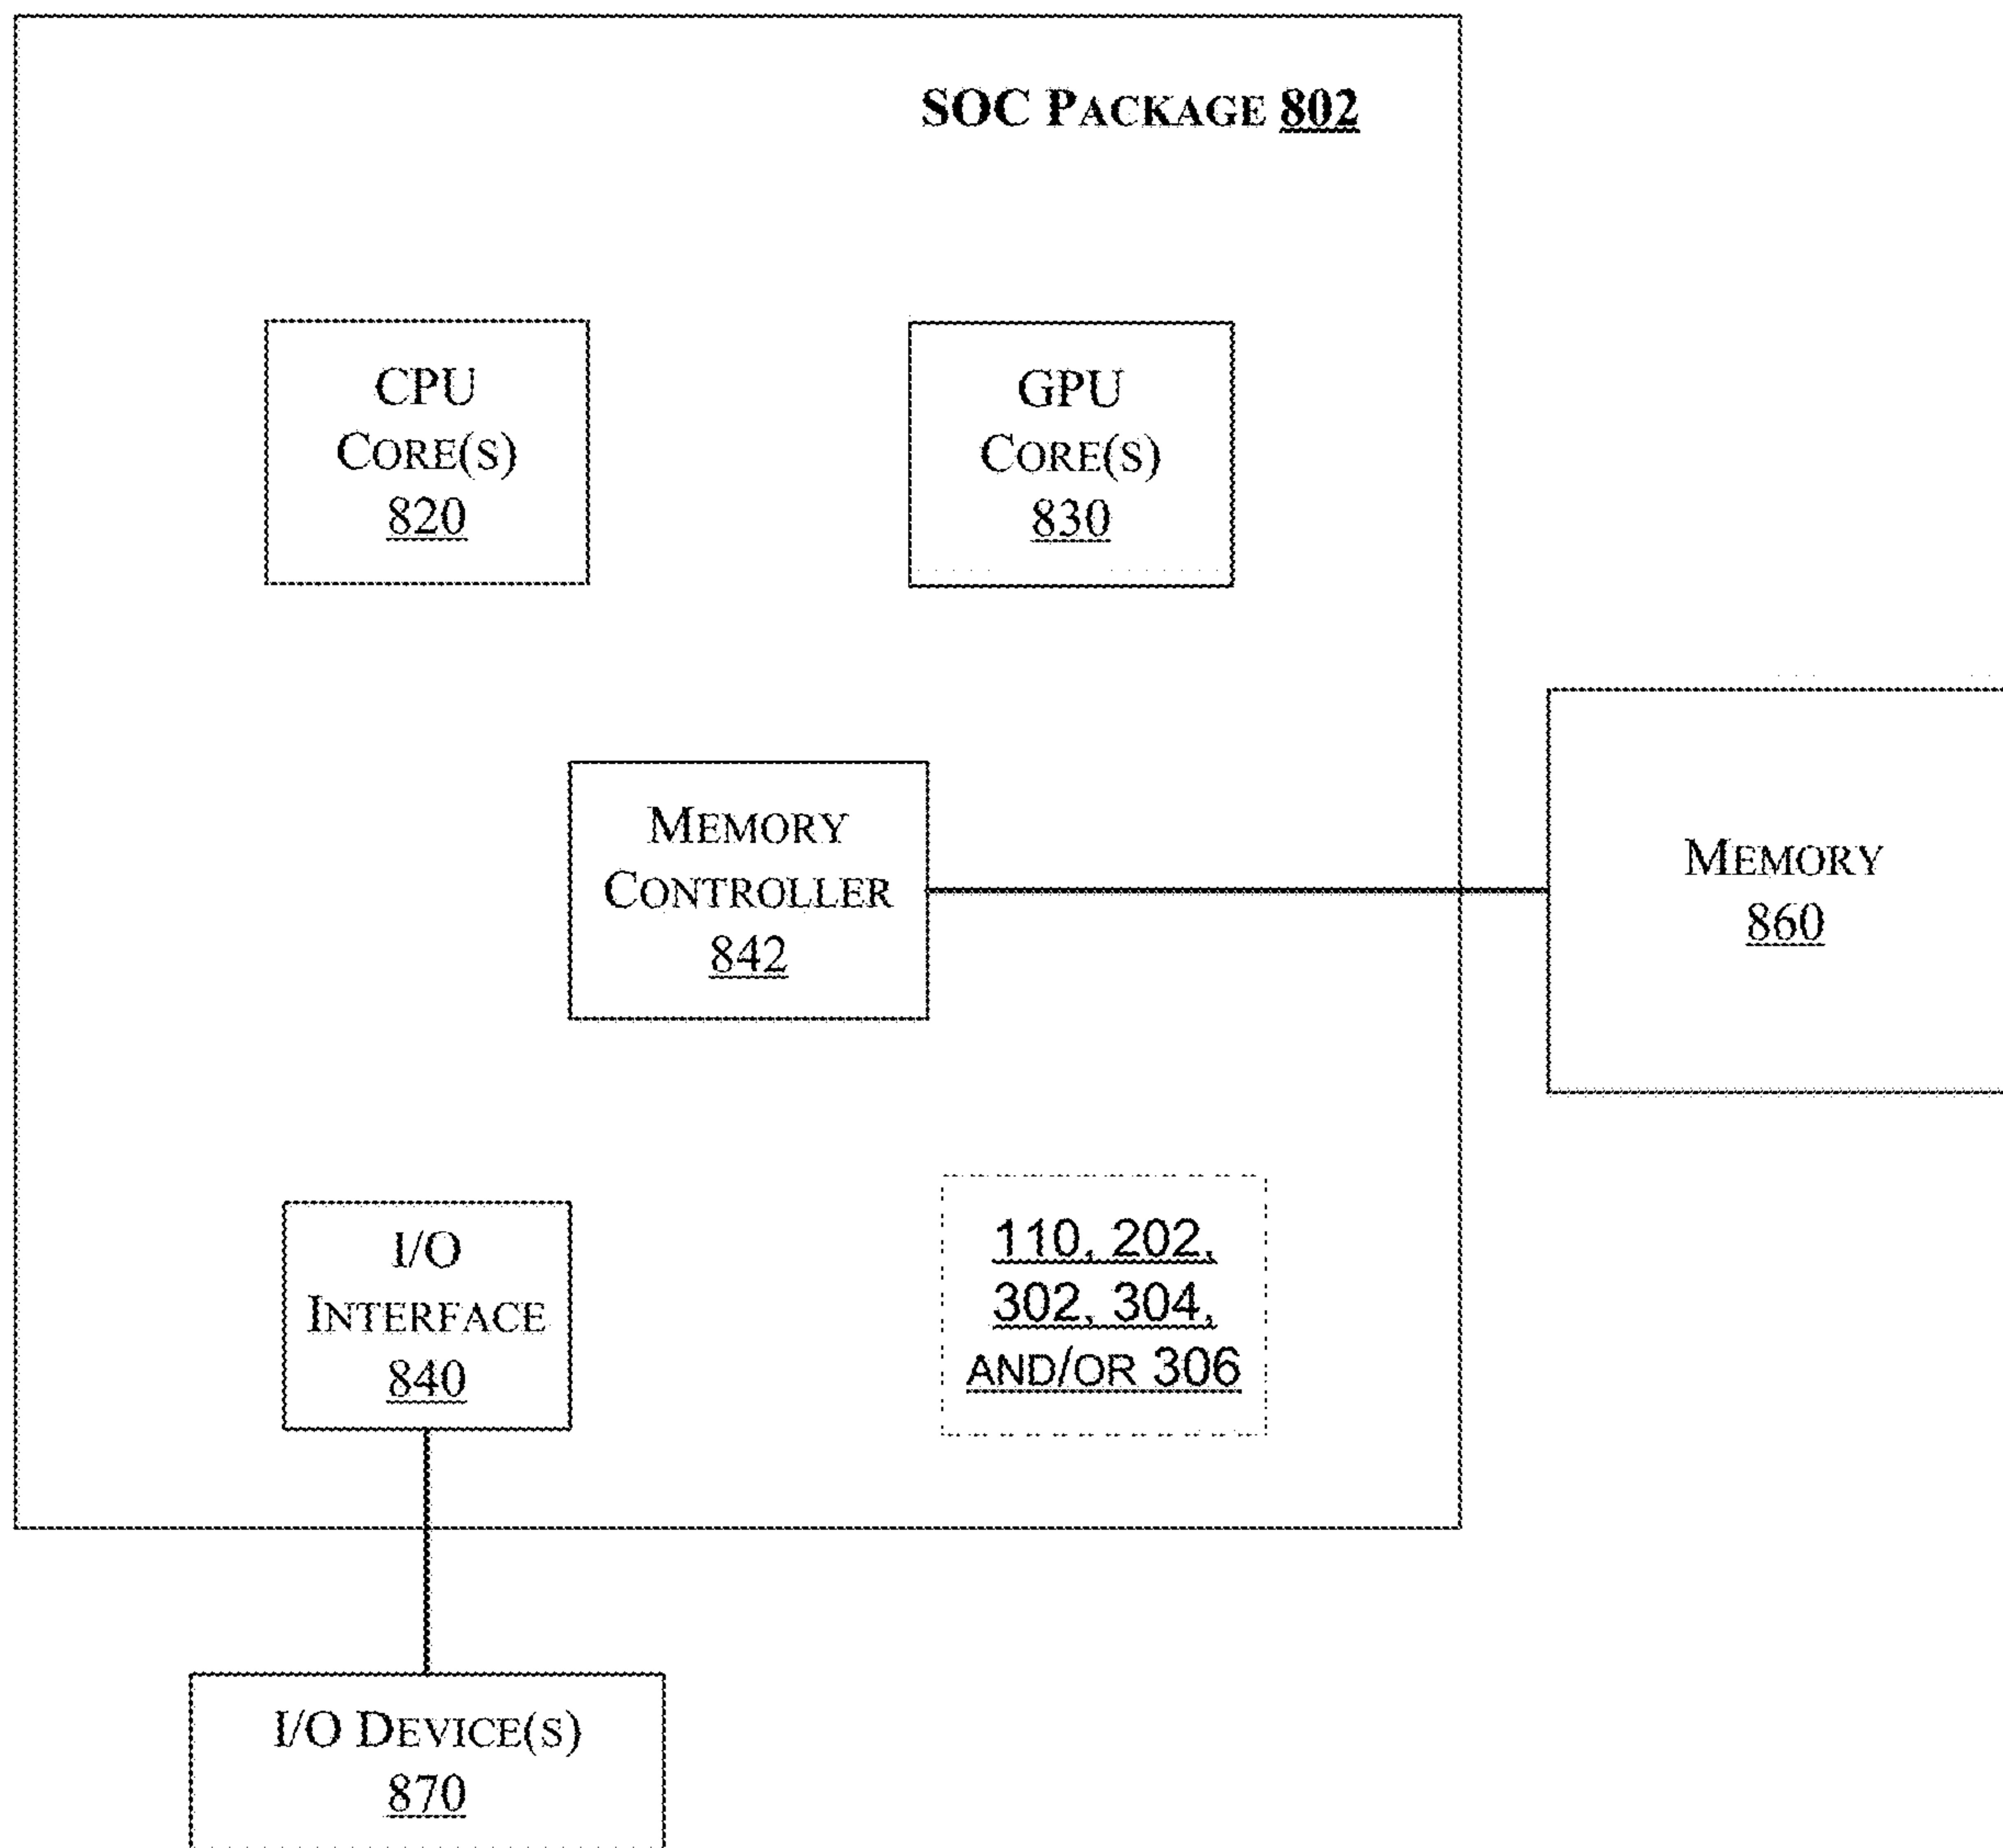 SOC PACKAGE 802
CPU
CORE(S)
820
GPU
CORE(S)
830
MEMORY
CONTROLLER
842
MEMORY
860
I/O
INTERFACE
840
110, 202,
302, 304,
AND/OR 306
I/O DEVICE(S)
870